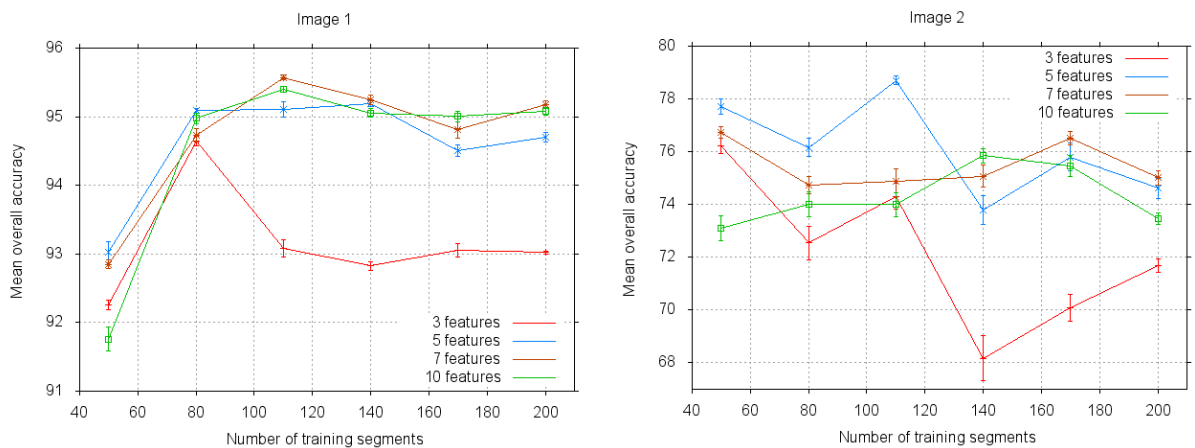 Image 1
96
95
94
93
92
91
Mean overall accuracy
3 features
5 features
7 features
10 features
40 60 80 100 120 140 160 180 200
Number of training segments
Image 2
80
78
76
74
72
70
68
Mean overall accuracy
3 features
5 features
7 features
10 features
40 60 80 100 120 140 160 180 200
Number of training segments